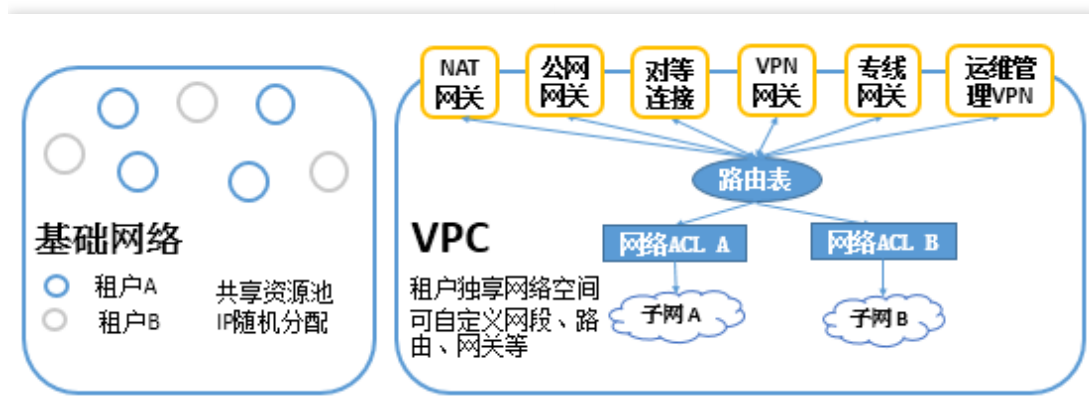 基础网络
租户A
租户B
共享资源池
IP随机分配
NAT
网关
公网
网关
对等
连接
VPN
网关
专线
网关
运维管
理VPN
路由表
VPC
租户独享网络空间
可自定义网段、路
由、网关等
网络ACL A
网络ACL B
子网A
子网B